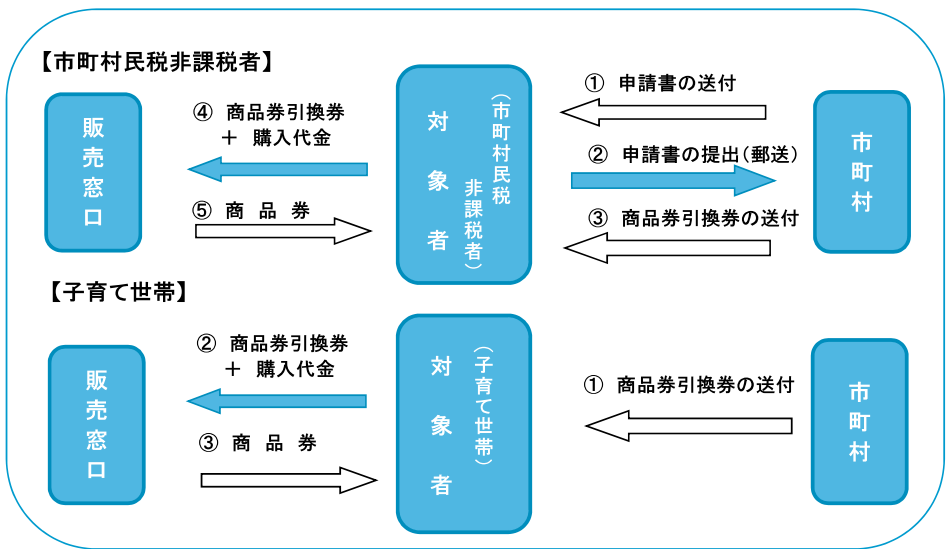 【市町村民税非課税者】
販売窓口
④ 商品券引換券
＋ 購入代金
⑤ 商 品 券
対象者
（市町村民税
非課税者）
① 申請書の送付
② 申請書の提出（郵送）
③ 商品券引換券の送付
市町村
【子育て世帯】
販売窓口
② 商品券引換券
＋ 購入代金
③ 商 品 券
対象者
（子育て世帯）
① 商品券引換券の送付
市町村